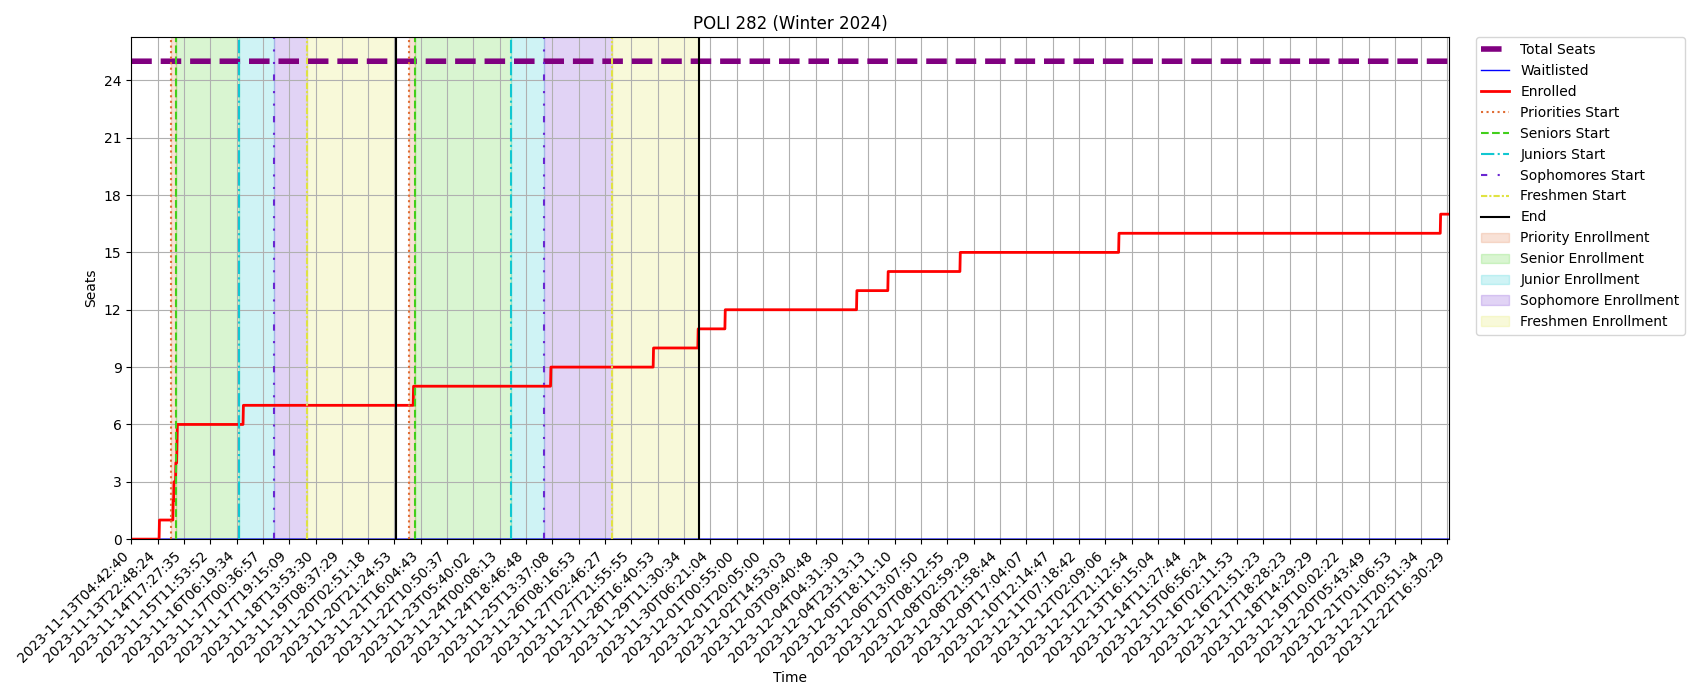 POLI 282 (Winter 2024)
Seats
24
21
18
15
12
9
6
3
0
2023-11-13T04:42:40
2023-11-13T22:48:24
2023-11-14T17:27:35
2023-11-15T11:53:52
2023-11-16T06:19:34
2023-11-17T00:36:57
2023-11-17T19:15:09
2023-11-18T13:53:30
2023-11-19T08:37:29
2023-11-20T02:51:18
2023-11-20T21:24:53
2023-11-21T16:04:43
2023-11-22T10:50:37
2023-11-23T05:40:02
2023-11-24T00:08:13
2023-11-24T18:46:48
2023-11-25T13:37:08
2023-11-26T08:16:53
2023-11-27T02:46:27
2023-11-27T21:55:55
2023-11-28T16:40:53
2023-11-29T11:30:34
2023-11-30T06:21:04
2023-12-01T00:55:00
2023-12-01T20:05:00
2023-12-02T14:53:03
2023-12-03T09:40:48
2023-12-04T04:31:30
2023-12-04T23:13:13
2023-12-05T18:11:10
2023-12-06T13:07:50
2023-12-07T08:12:55
2023-12-08T02:59:29
2023-12-08T21:58:44
2023-12-09T17:04:07
2023-12-10T12:14:47
2023-12-11T07:18:42
2023-12-12T02:09:06
2023-12-12T21:12:54
2023-12-13T16:15:04
2023-12-14T11:27:44
2023-12-15T06:56:24
2023-12-16T02:11:53
2023-12-16T21:51:23
2023-12-17T18:28:23
2023-12-18T14:29:29
2023-12-19T10:02:22
2023-12-20T05:43:49
2023-12-21T01:06:53
2023-12-21T20:51:34
2023-12-22T16:30:29
Time
Total Seats
Waitlisted
Enrolled
Priorities Start
Seniors Start
Juniors Start
Sophomores Start
Freshmen Start
End
Priority Enrollment
Senior Enrollment
Junior Enrollment
Sophomore Enrollment
Freshmen Enrollment